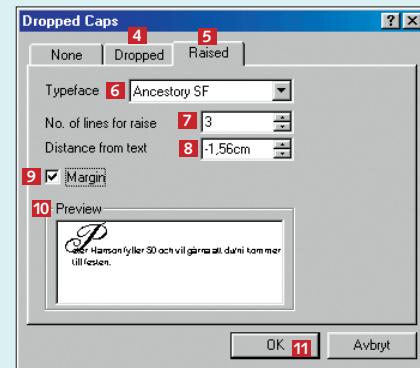 Dropped Caps
4 5
None Dropped Raised
Typeface 6 Ancestory SF
No. of lines for raise 7 3
Distance from text 8 -1,56cm
9 Margin
10 Preview
Peter Hanson fyller 50 och vil gärna att du/ni kommer
till festen.
OK 11 Avbryt